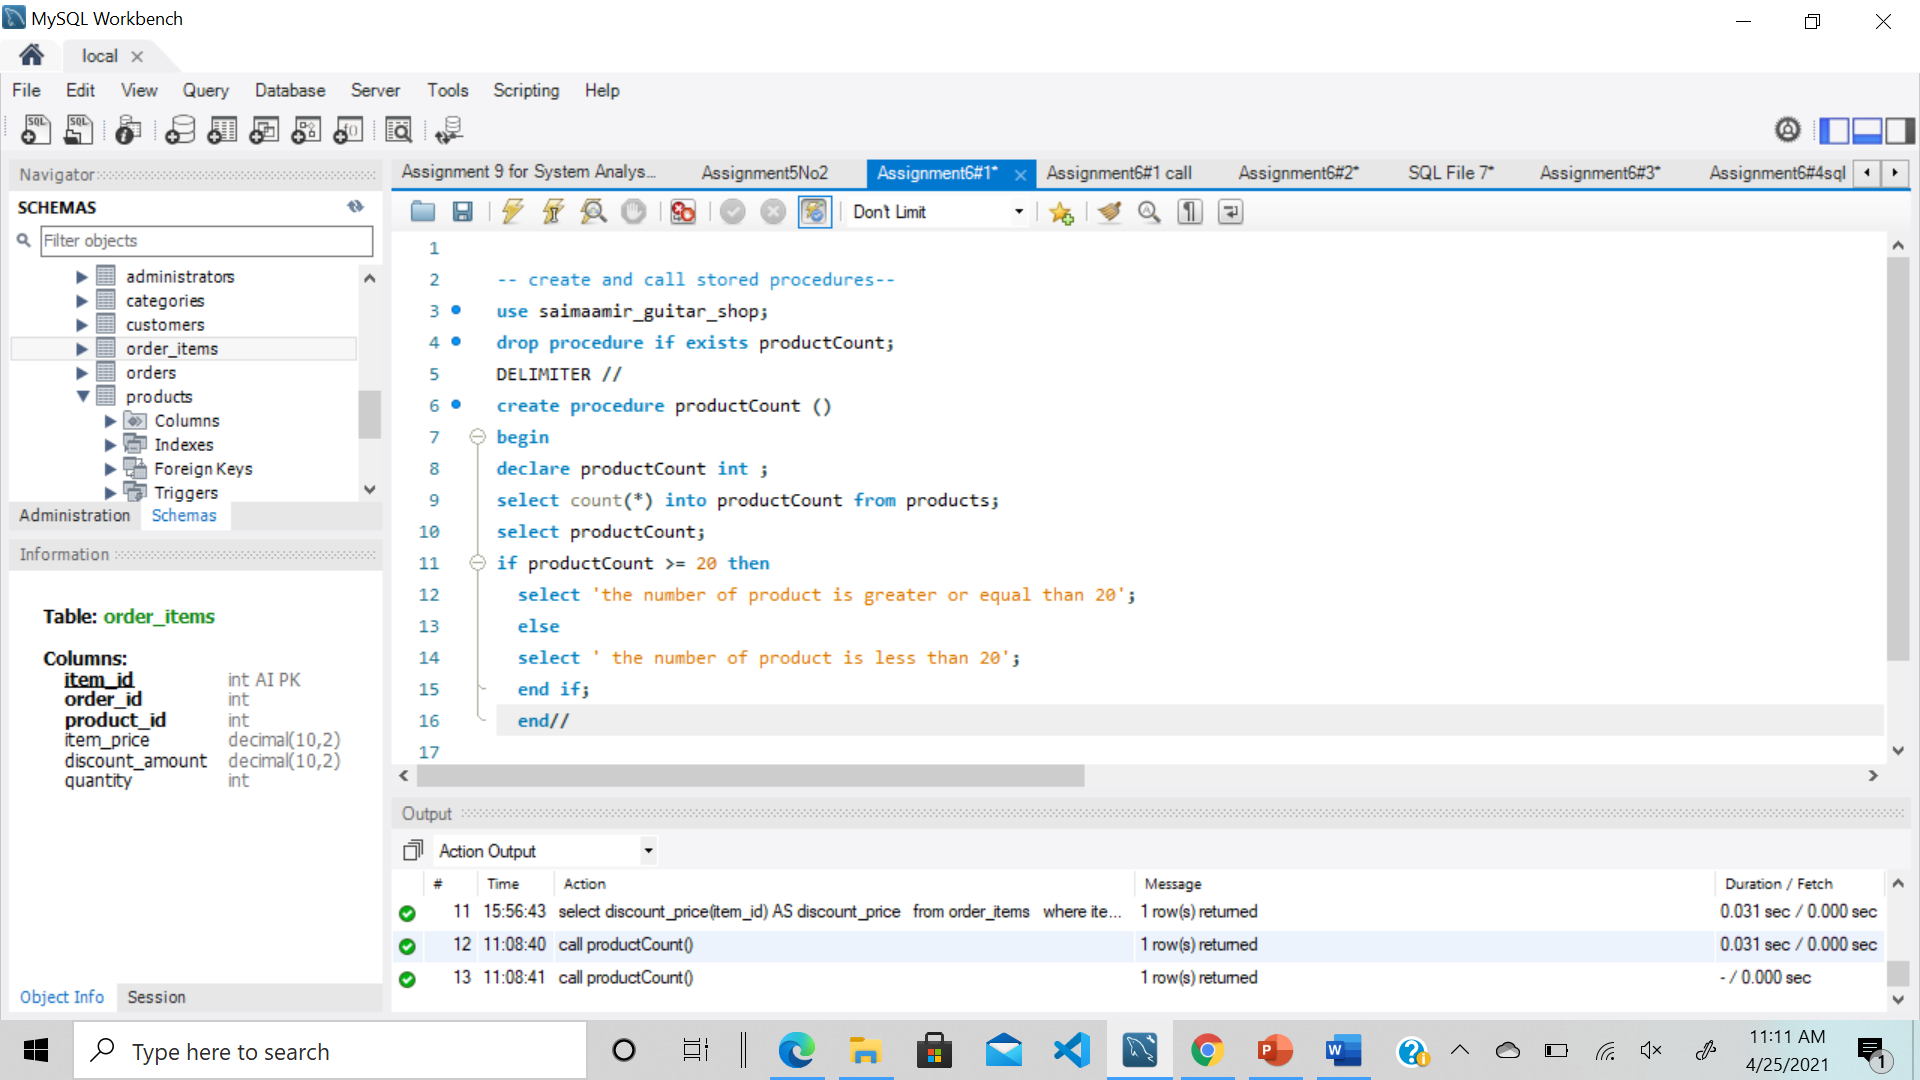 MySQL Workbench
local
File Edit View Query Database Server Tools Scripting Help
Navigator
SCHEMAS
Filter objects
administrators
categories
customers
order_items
orders
products
Columns
Indexes
Foreign Keys
Triggers
Administration Schemas
Information
Table: order_items
Columns:
item_id int AI PK
order_id int
product_id int
item_price decimal(10,2)
discount_amount decimal(10,2)
quantity int
Object Info Session
Assignment 9 for System Analys... Assignment5No2 Assignment6#1* Assignment6#1 call Assignment6#2* SQL File 7* Assignment6#3* Assignment6#4sql
Don't Limit
1
2 -- create and call stored procedures--
3 use saimaamir_guitar_shop;
4 drop procedure if exists productCount;
5 DELIMITER //
6 create procedure productCount ()
7 begin
8 declare productCount int ;
9 select count(*) into productCount from products;
10 select productCount;
11 if productCount >= 20 then
12 select 'the number of product is greater or equal than 20';
13 else
14 select ' the number of product is less than 20';
15 end if;
16 end//
17
Output
Action Output
# Time Action Message Duration / Fetch
11 15:56:43 select discount_price(item_id) AS discount_price from order_items where ite... 1 row(s) returned 0.031 sec / 0.000 sec
12 11:08:40 call productCount() 1 row(s) returned 0.031 sec / 0.000 sec
13 11:08:41 call productCount() 1 row(s) returned - / 0.000 sec
Type here to search
11:11 AM
4/25/2021
1